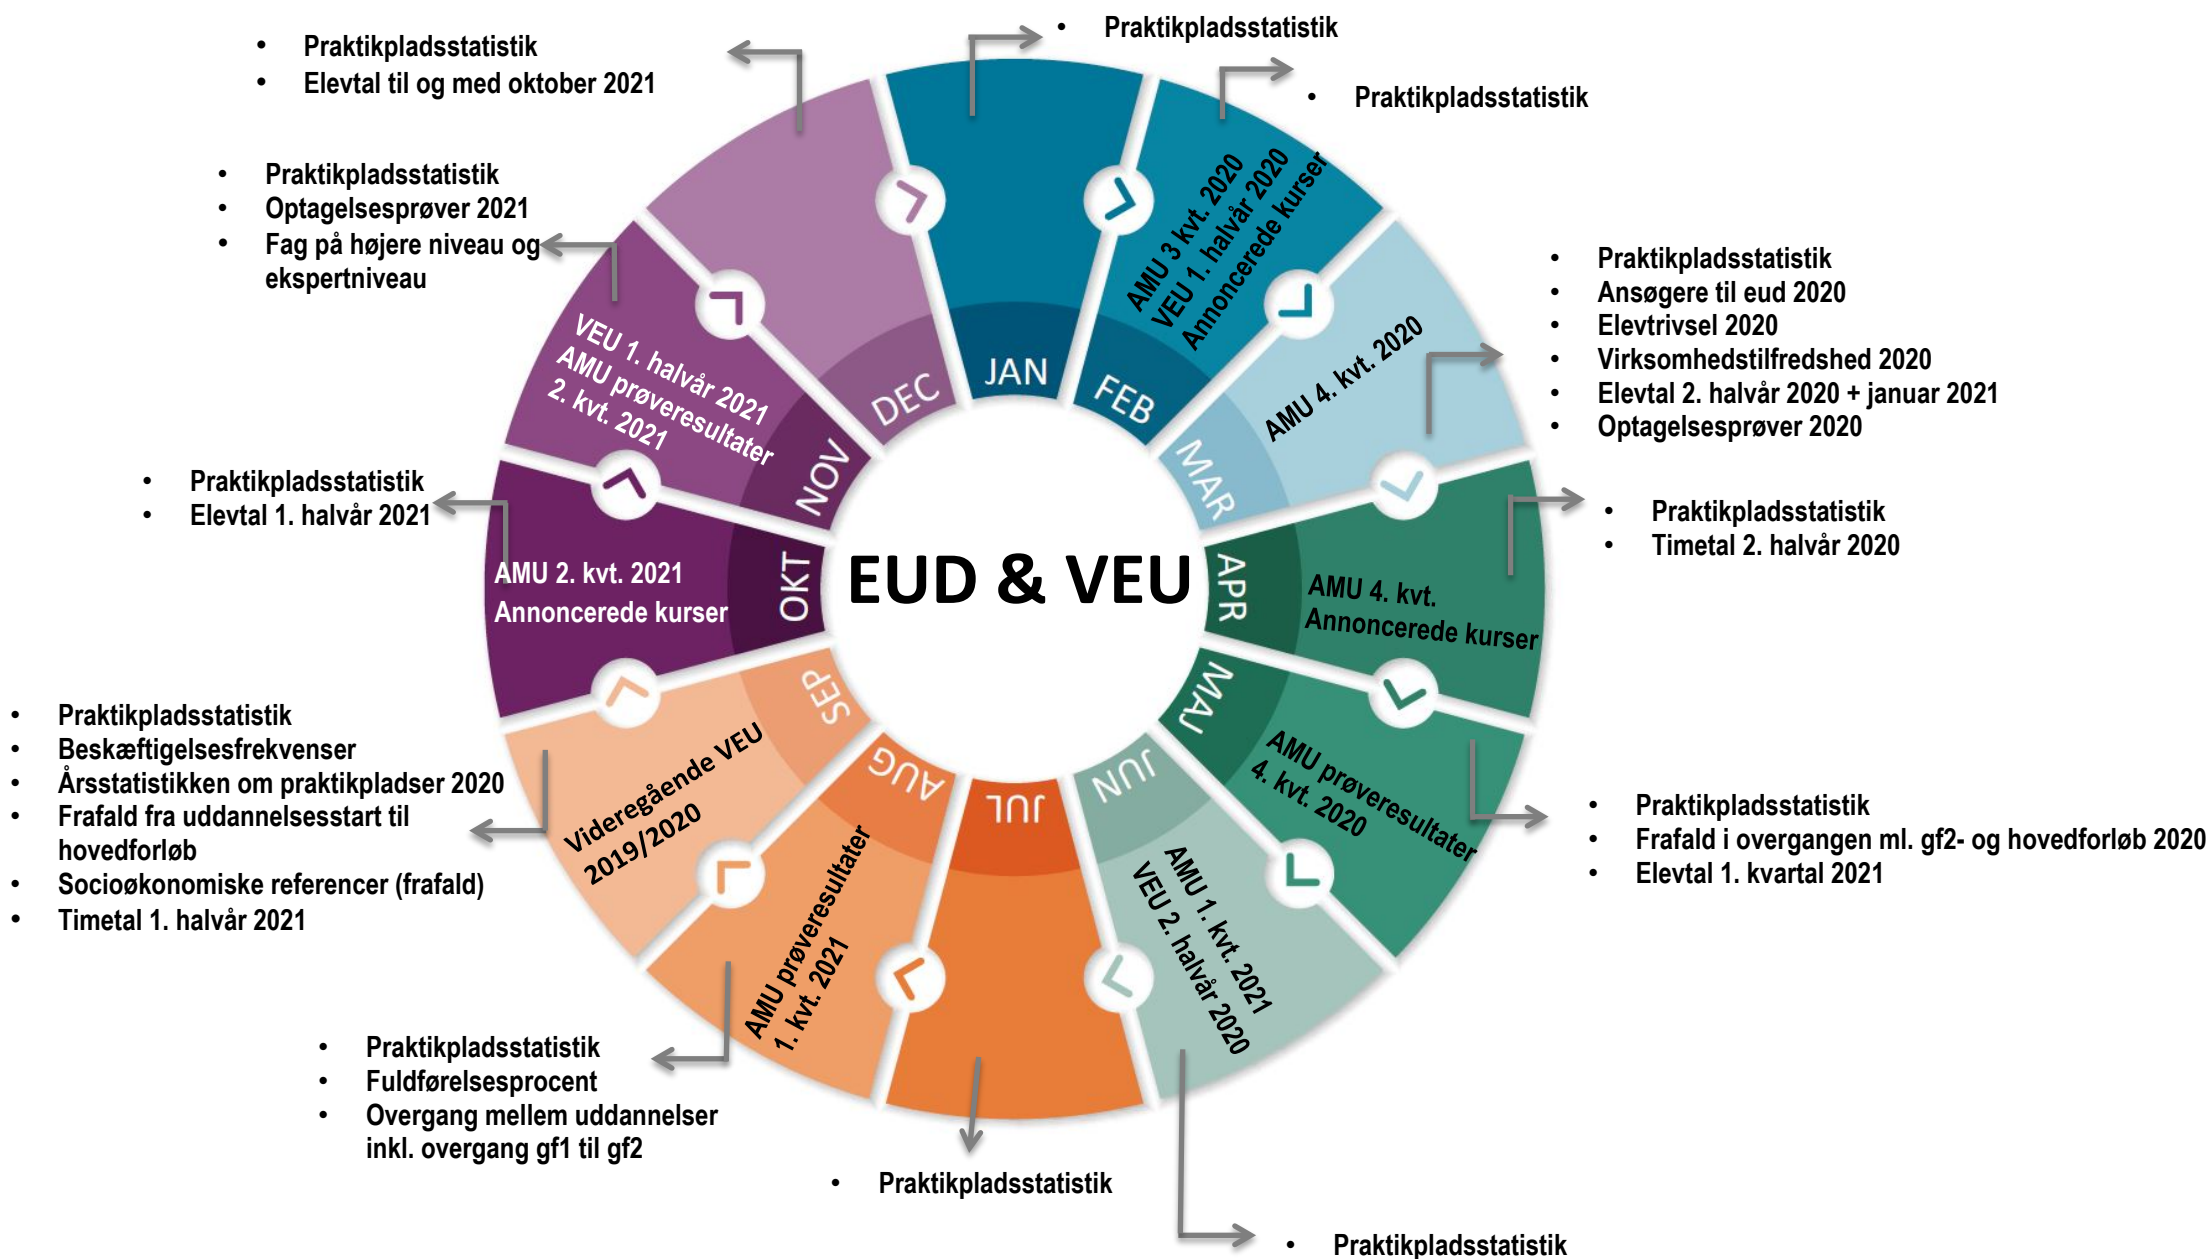 • Praktikpladsstatistik
JAN
• Praktikpladsstatistik
AMU 3 kvt. 2020
VEU 1. halvår 2020
Annoncerede kurser
FEB
• Praktikpladsstatistik
• Ansøgere til eud 2020
• Elevtrivsel 2020
• Virksomhedstilfredshed 2020
• Elevtal 2. halvår 2020 + januar 2021
• Optagelsesprøver 2020
AMU 4. kvt. 2020
MAR
• Praktikpladsstatistik
• Timetal 2. halvår 2020
AMU 4. kvt.
Annoncerede kurser
APR
• Praktikpladsstatistik
• Frafald i overgangen ml. gf2- og hovedforløb 2020
• Elevtal 1. kvartal 2021
AMU prøveresultater
4. kvt. 2020
MAJ
• Praktikpladsstatistik
AMU 1. kvt. 2021
VEU 2. halvår 2020
JUN
• Praktikpladsstatistik
JUL
• Praktikpladsstatistik
• Fuldførelsesprocent
• Overgang mellem uddannelser
inkl. overgang gf1 til gf2
AMU prøveresultater
1. kvt. 2021
AUG
• Praktikpladsstatistik
• Beskæftigelsesfrekvenser
• Årsstatistikken om praktikpladser 2020
• Frafald fra uddannelsesstart til
hovedforløb
• Socioøkonomiske referencer (frafald)
• Timetal 1. halvår 2021
Videregående VEU
2019/2020
SEP
• Praktikpladsstatistik
• Elevtal 1. halvår 2021
AMU 2. kvt. 2021
Annoncerede kurser
OKT
• Praktikpladsstatistik
• Optagelsesprøver 2021
• Fag på højere niveau og
ekspertniveau
VEU 1. halvår 2021
AMU prøveresultater
2. kvt. 2021
NOV
• Praktikpladsstatistik
• Elevtal til og med oktober 2021
DEC
EUD & VEU